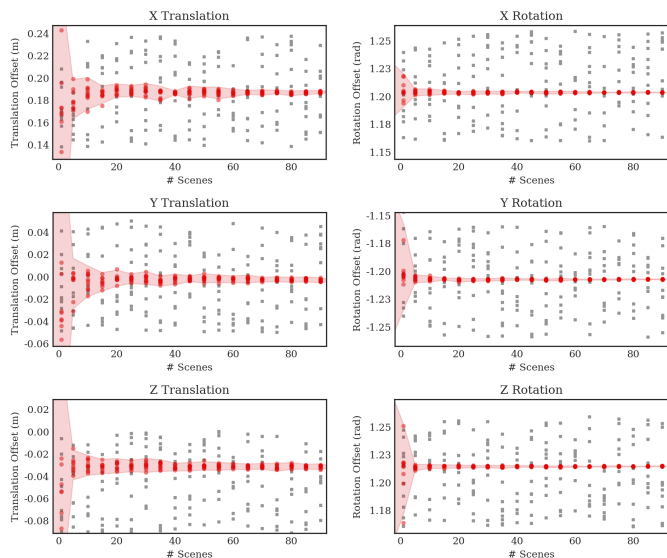 X Translation
Translation Offset (m)
0.24
0.22
0.20
0.18
0.16
0.14
0 20 40 60 80
# Scenes
X Rotation
Rotation Offset (rad)
1.25
1.20
1.20
1.15
0 20 40 60 80
# Scenes
Y Translation
Translation Offset (m)
0.04
0.02
0.00
-0.02
-0.04
-0.06
0 20 40 60 80
# Scenes
Y Rotation
Rotation Offset (rad)
-1.15
-1.18
-1.20
-1.23
-1.25
0 20 40 60 80
# Scenes
Z Translation
Translation Offset (m)
0.02
0.00
-0.02
-0.04
-0.06
-0.08
0 20 40 60 80
# Scenes
Z Rotation
Rotation Offset (rad)
1.25
1.23
1.20
1.18
0 20 40 60 80
# Scenes